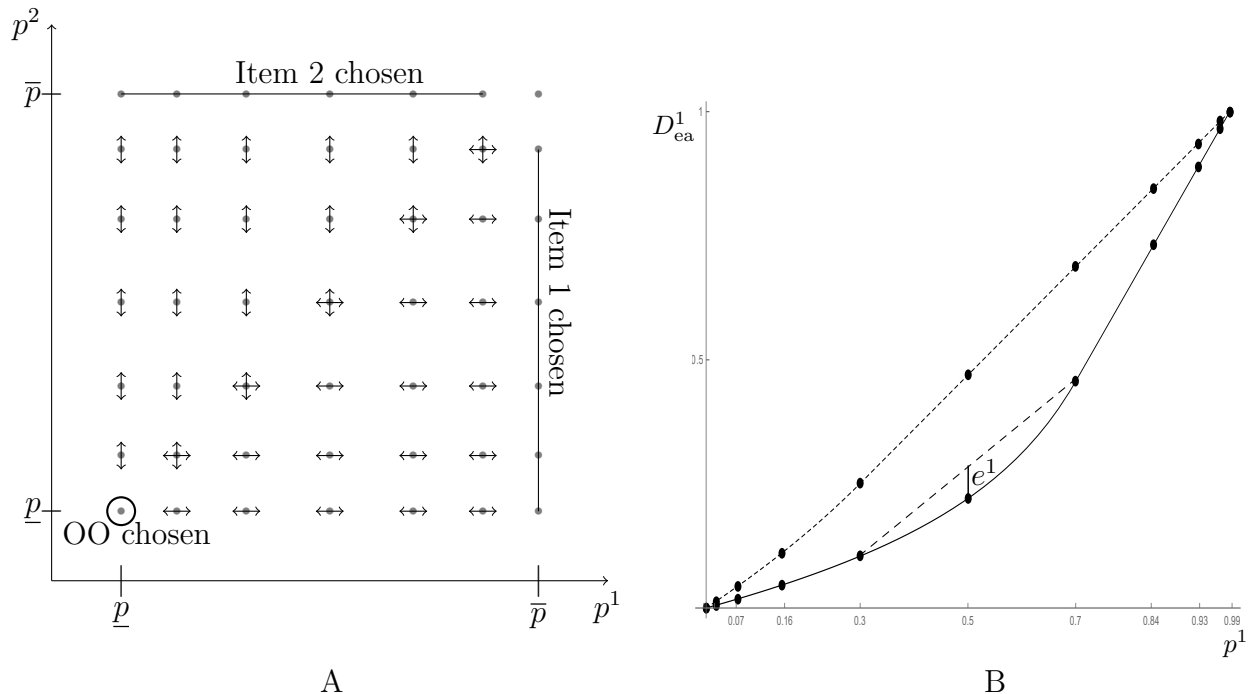 p²
p̅
Item 2 chosen
Item 1 chosen
p̲
OO chosen
p̲
p̅
p¹
A
1
D¹ₑₐ
0.5
e¹
0.07
0.16
0.3
0.5
0.7
0.84
0.93
0.99
p¹
B